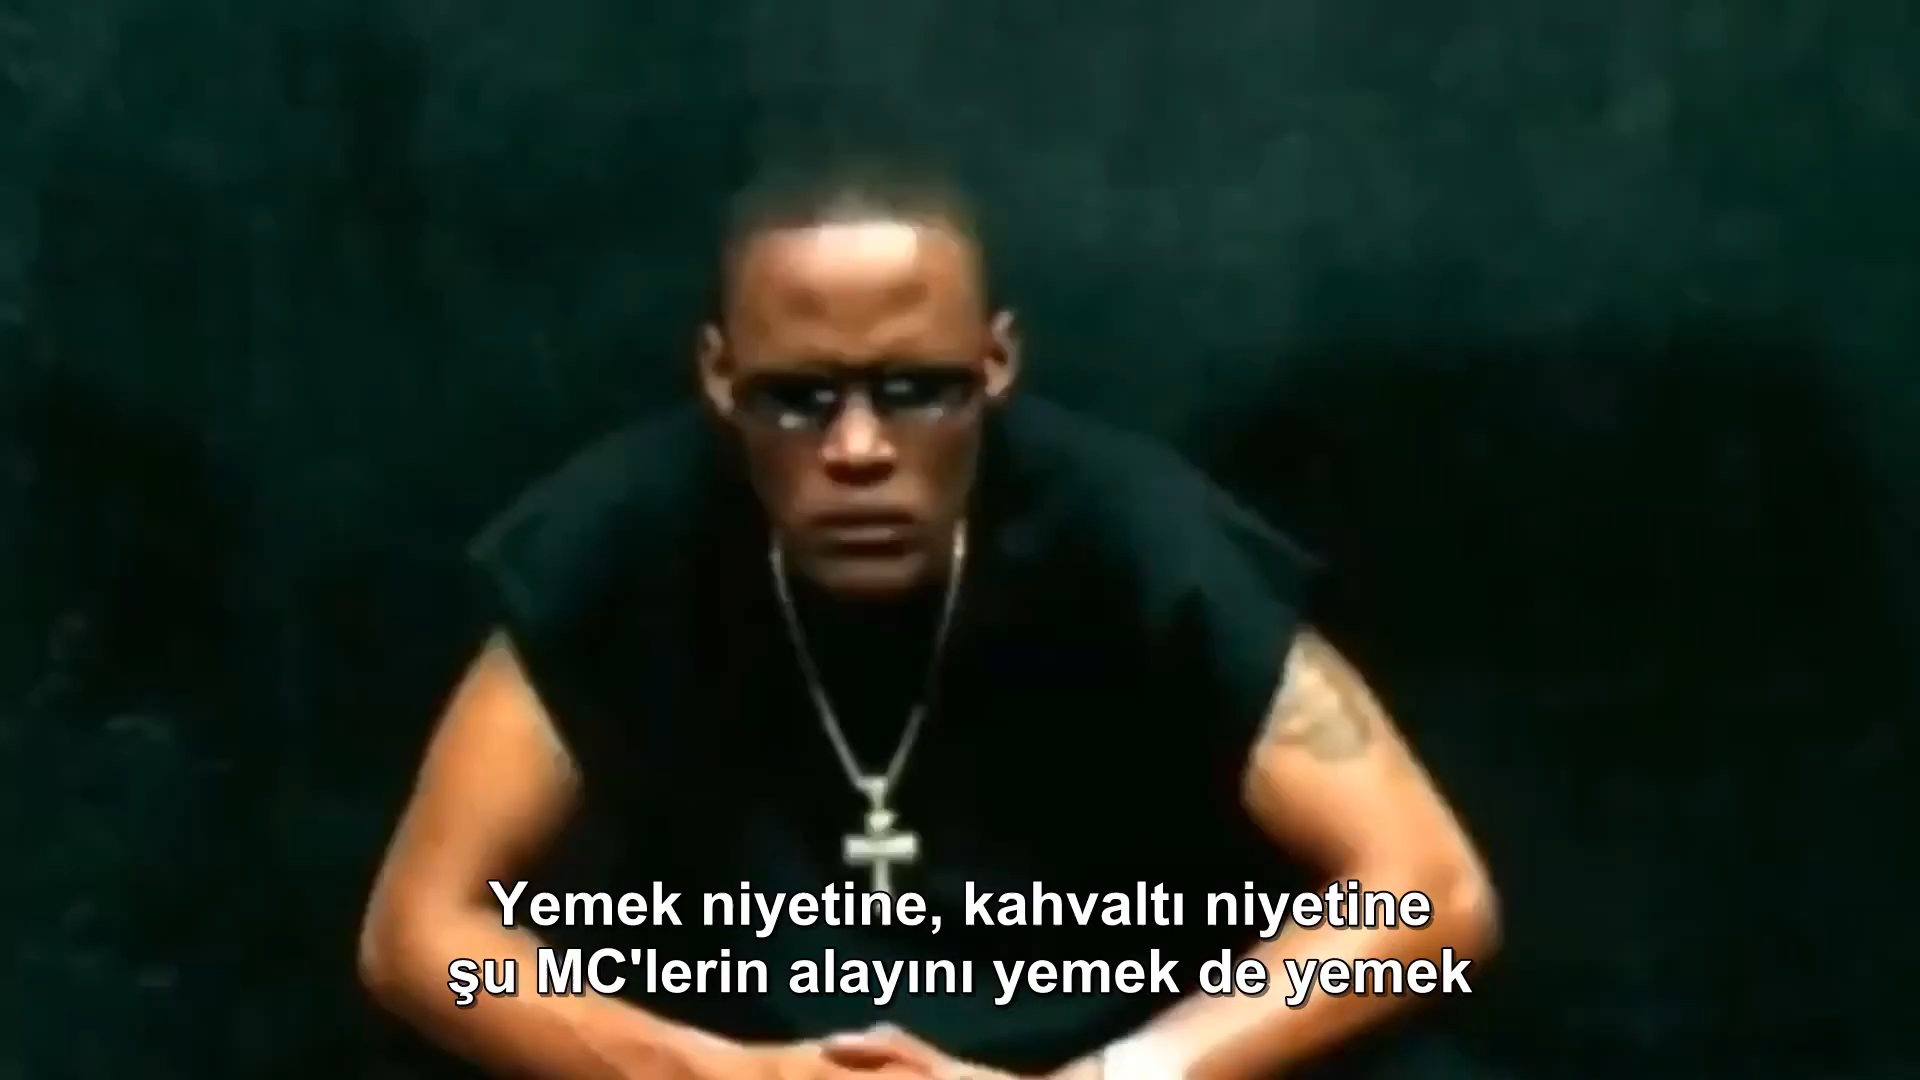 Yemek niyetine, kahvaltı niyetine
şu MC'lerin alayını yemek de yemek